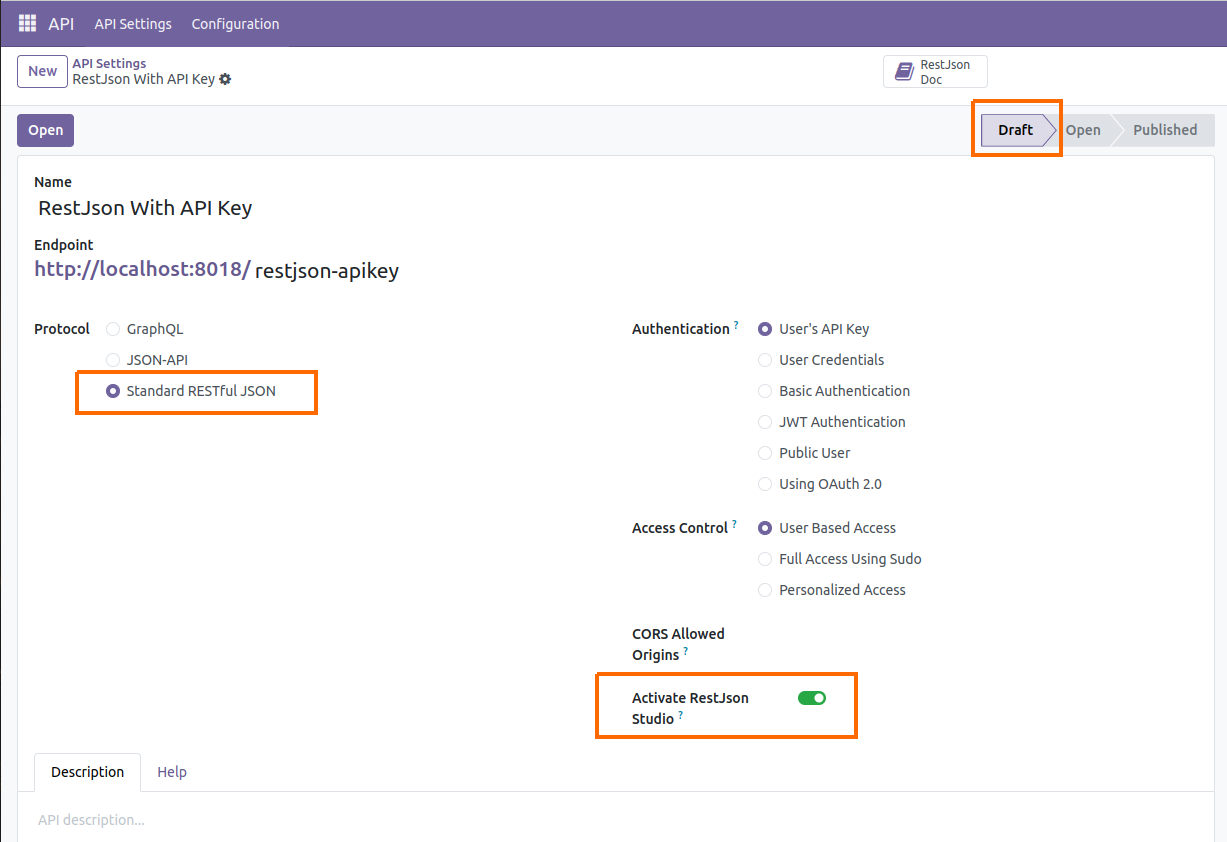 API API Settings Configuration
New
API Settings
RestJson With API Key
RestJson
Doc
Open
Draft Open Published
Name
RestJson With API Key
Endpoint
http://localhost:8018/ restjson-apikey
Protocol
GraphQL
JSON-API
Standard RESTful JSON
Authentication ?
User's API Key
User Credentials
Basic Authentication
JWT Authentication
Public User
Using OAuth 2.0
Access Control ?
User Based Access
Full Access Using Sudo
Personalized Access
CORS Allowed
Origins ?
Activate RestJson
Studio ?
Description Help
API description...